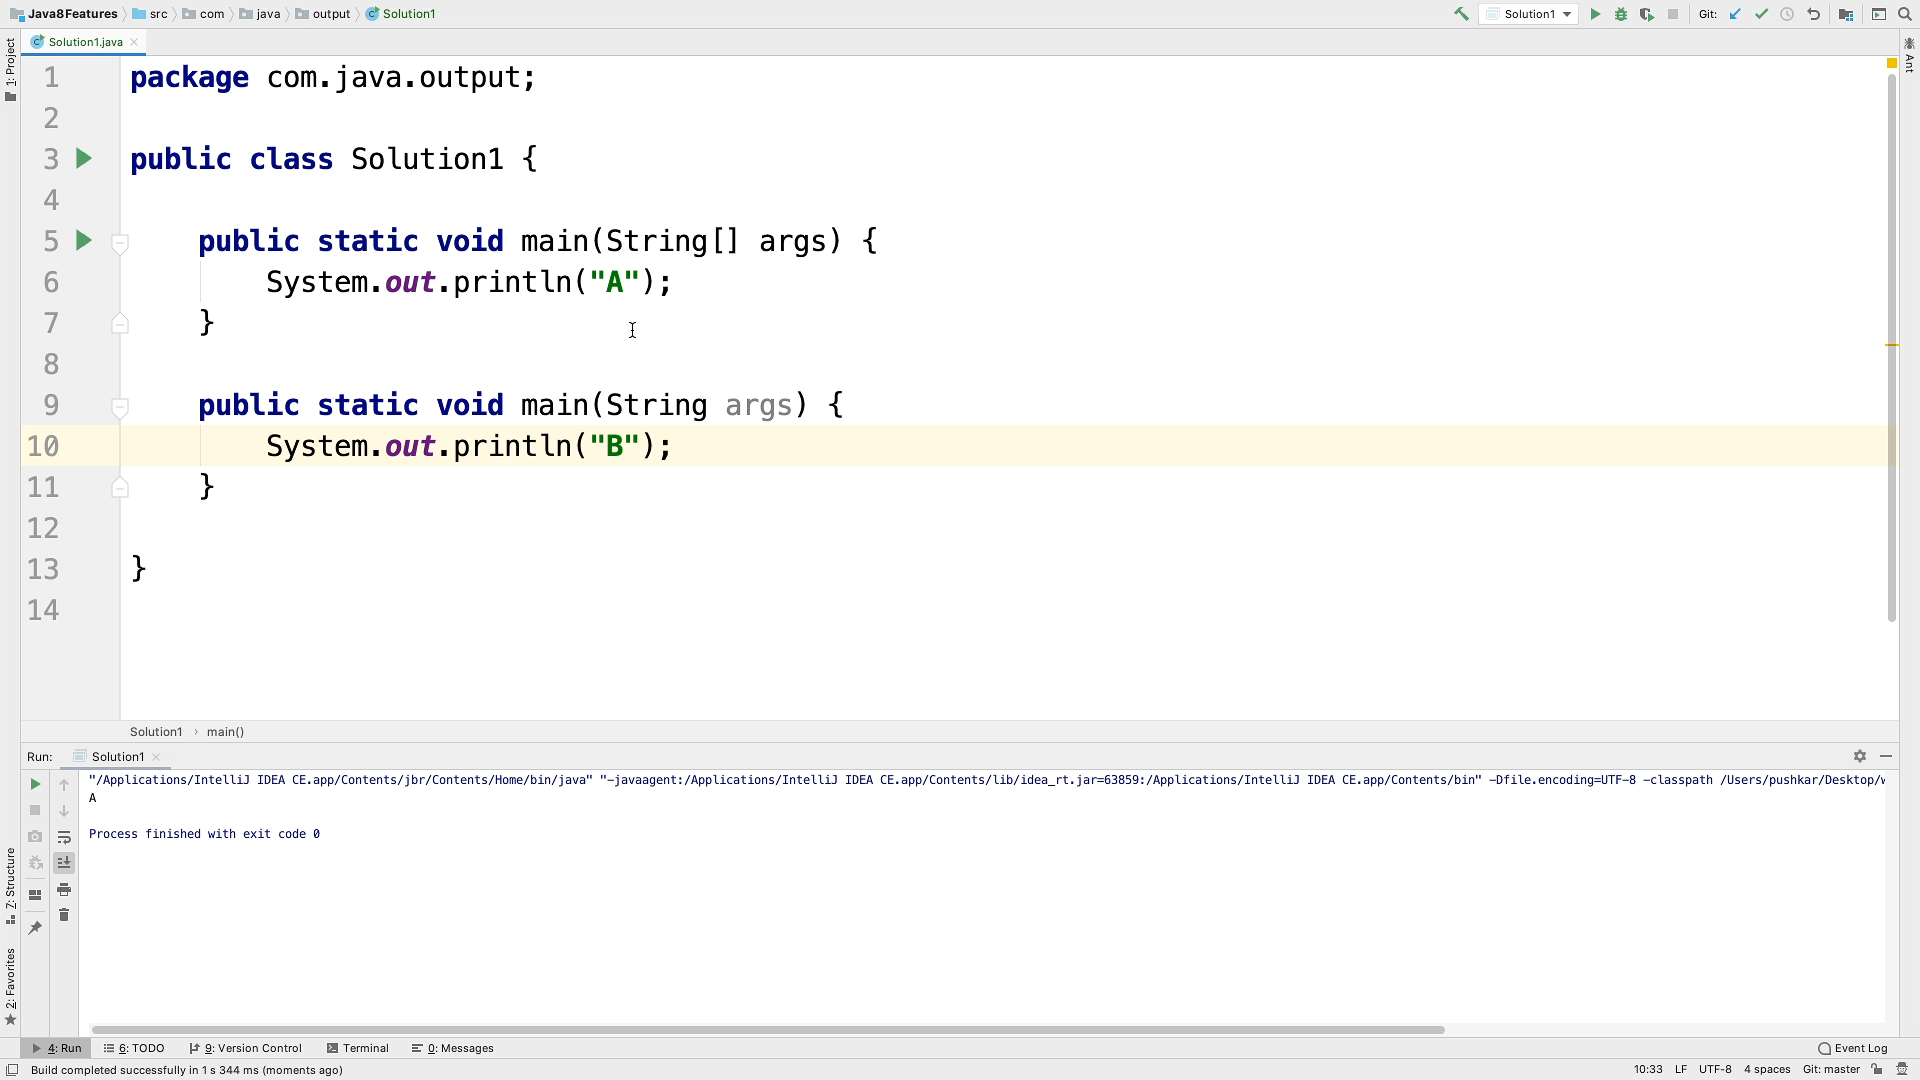 Java8Features src com java output Solution1
Solution1 Git:
Solution1.java
1: Project
Ant
1 package com.java.output;
2
3 public class Solution1 {
4
5 public static void main(String[] args) {
6 System.out.println("A");
7 }
8
9 public static void main(String args) {
10 System.out.println("B");
11 }
12
13 }
14
Solution1 › main()
Run: Solution1
"/Applications/IntelliJ IDEA CE.app/Contents/jbr/Contents/Home/bin/java" "-javaagent:/Applications/IntelliJ IDEA CE.app/Contents/lib/idea_rt.jar=63859:/Applications/IntelliJ IDEA CE.app/Contents/bin" -Dfile.encoding=UTF-8 -classpath /Users/pushkar/Desktop/
A
Process finished with exit code 0
7: Structure
2: Favorites
4: Run 6: TODO 9: Version Control Terminal 0: Messages Event Log
Build completed successfully in 1 s 344 ms (moments ago) 10:33 LF UTF-8 4 spaces Git: master